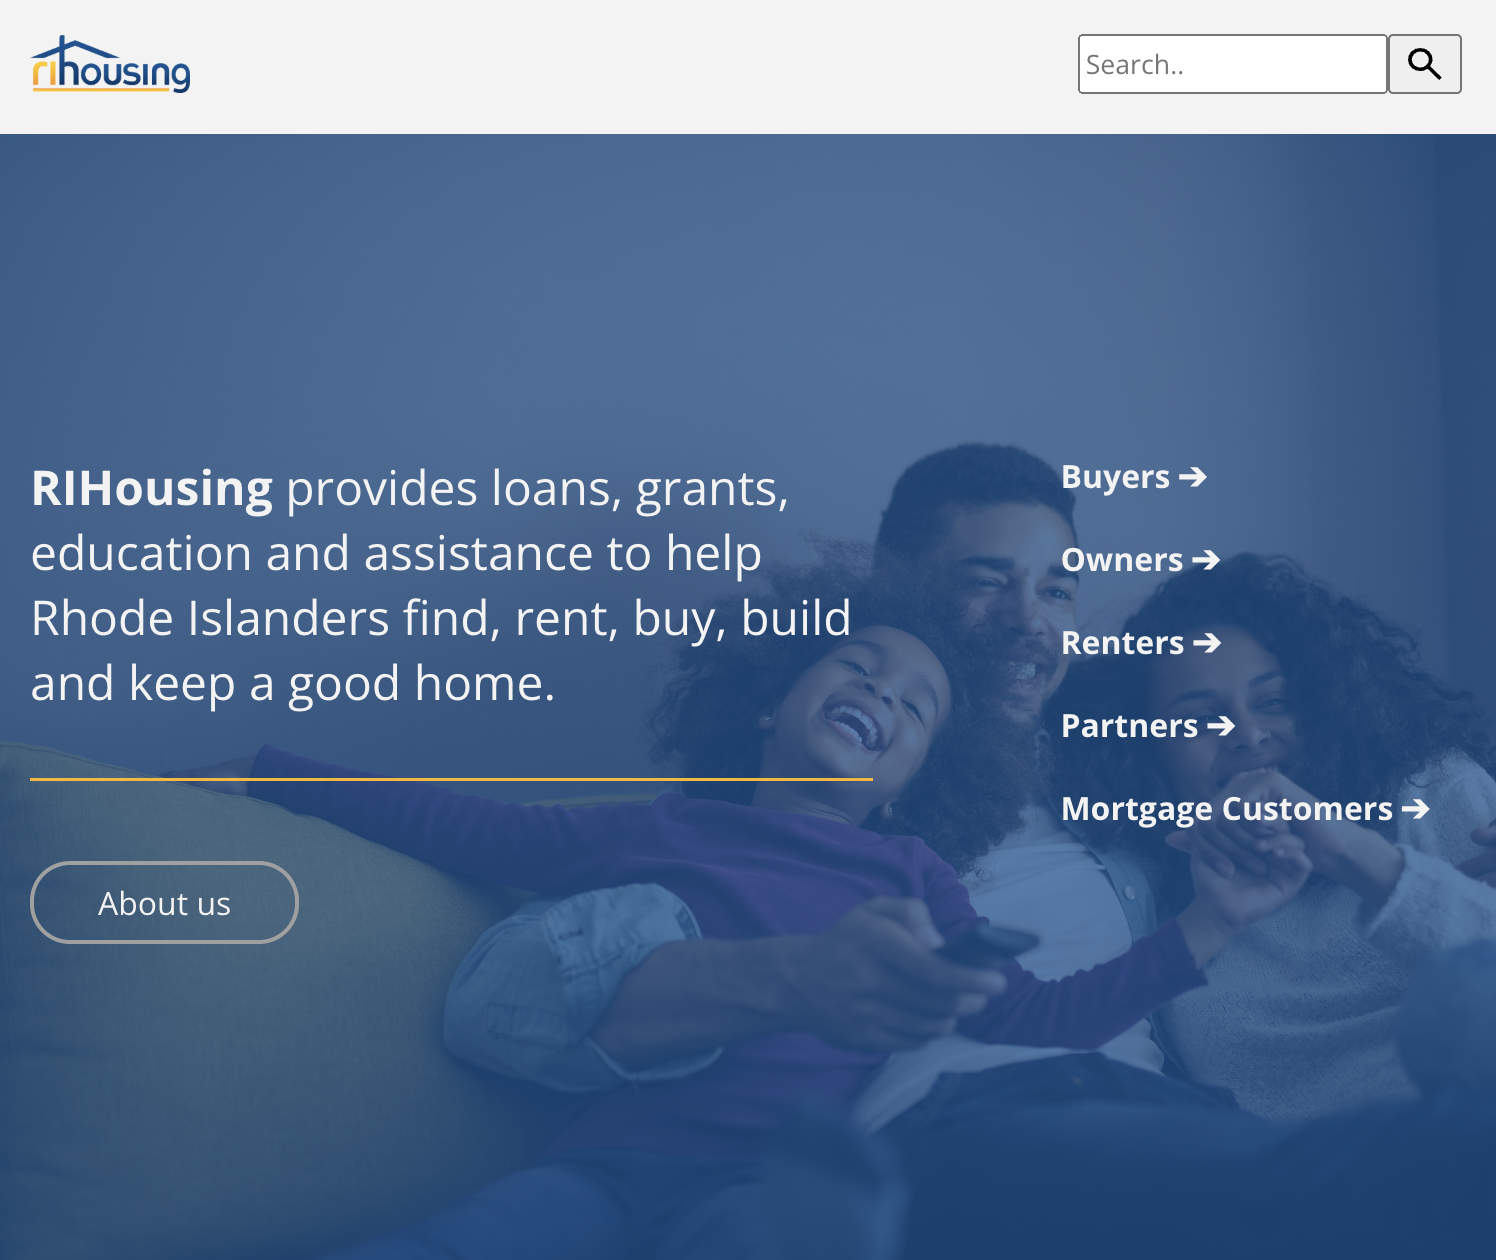 rihousing
Search..
RIHousing provides loans, grants,
education and assistance to help
Rhode Islanders find, rent, buy, build
and keep a good home.
About us
Buyers ➔
Owners ➔
Renters ➔
Partners ➔
Mortgage Customers ➔